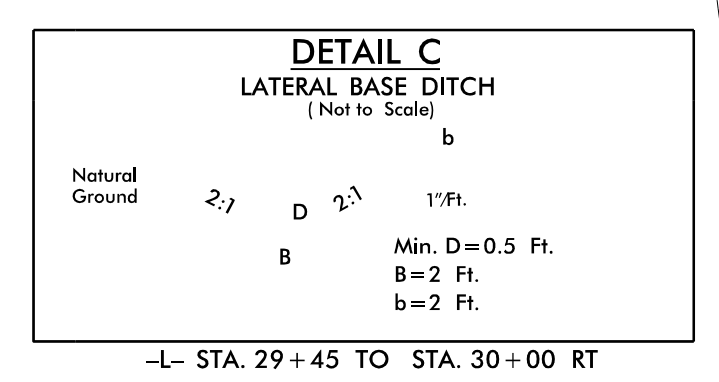 DETAIL C
LATERAL BASE DITCH
( Not to Scale)
b
Natural
Ground
2:1
D
2:1
1"/Ft.
B
Min. D=0.5 Ft.
B=2 Ft.
b=2 Ft.
–L– STA. 29+45 TO STA. 30+00 RT